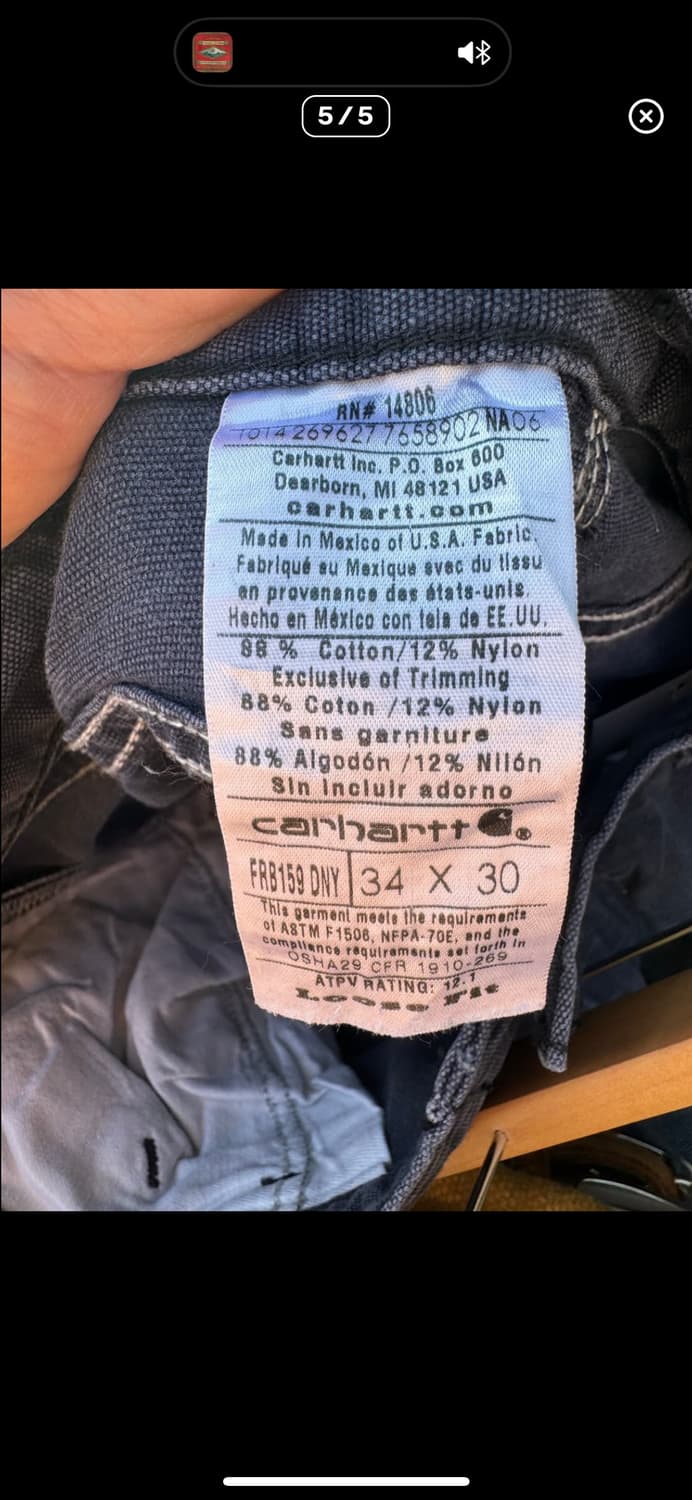 5/5
RN# 14806
1014269627 7658902 NA06
Carhartt Inc. P.O. Box 600
Dearborn, MI 48121 USA
carhartt.com
Made in Mexico of U.S.A. Fabric.
Fabriqué au Mexique avec du tissu
en provenance des états-unis.
Hecho en México con tela de EE.UU.
88 % Cotton/12% Nylon
Exclusive of Trimming
88% Coton /12% Nylon
Sans garniture
88% Algodón /12% Nilón
Sin incluir adorno
carhartt ®
FRB159 DNY 34 X 30
This garment meets the requirements
of ASTM F1506, NFPA-70E, and the
compliance requirements set forth in
OSHA29 CFR 1910-269
ATPV RATING: 12.1
Loose Fit